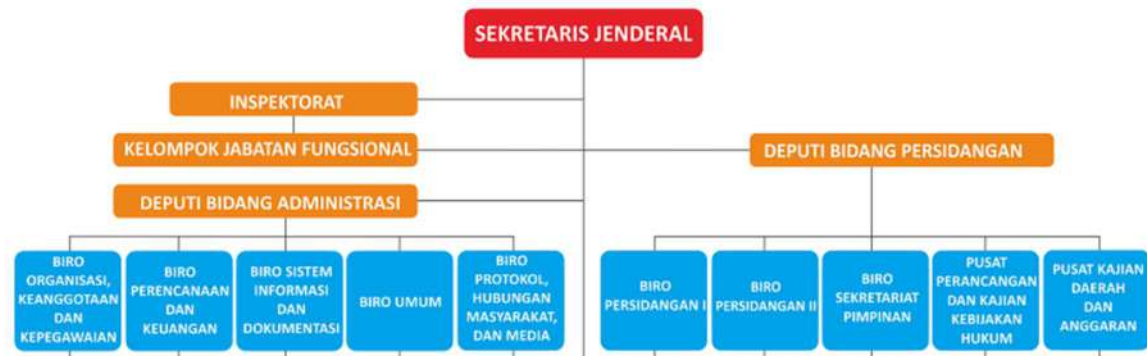 SEKRETARIS JENDERAL
INSPEKTORAT
KELOMPOK JABATAN FUNGSIONAL
DEPUTI BIDANG PERSIDANGAN
DEPUTI BIDANG ADMINISTRASI
BIRO
ORGANISASI,
KEANGGOTAAN
DAN
KEPEGAWAIAN
BIRO
PERENCANAAN
DAN
KEUANGAN
BIRO SISTEM
INFORMASI
DAN
DOKUMENTASI
BIRO UMUM
BIRO
PROTOKOL,
HUBUNGAN
MASYARAKAT,
DAN MEDIA
BIRO
PERSIDANGAN I
BIRO
PERSIDANGAN II
BIRO
SEKRETARIAT
PIMPINAN
PUSAT
PERANCANGAN
DAN KAJIAN
KEBIJAKAN
HUKUM
PUSAT KAJIAN
DAERAH
DAN
ANGGARAN